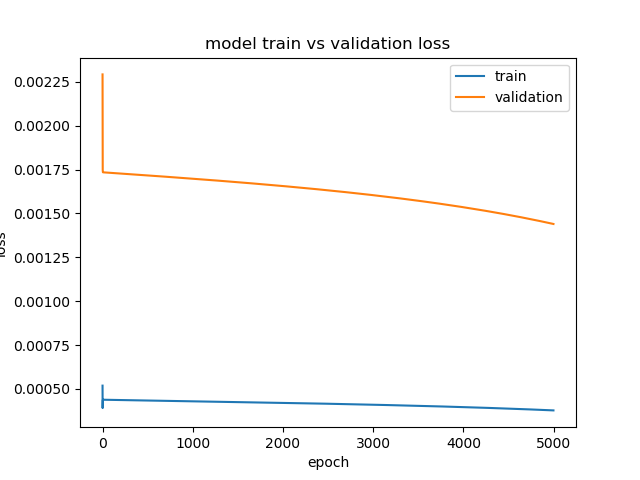 model train vs validation loss
train
validation
0.00225
0.00200
0.00175
0.00150
0.00125
0.00100
0.00075
0.00050
loss
0 1000 2000 3000 4000 5000
epoch